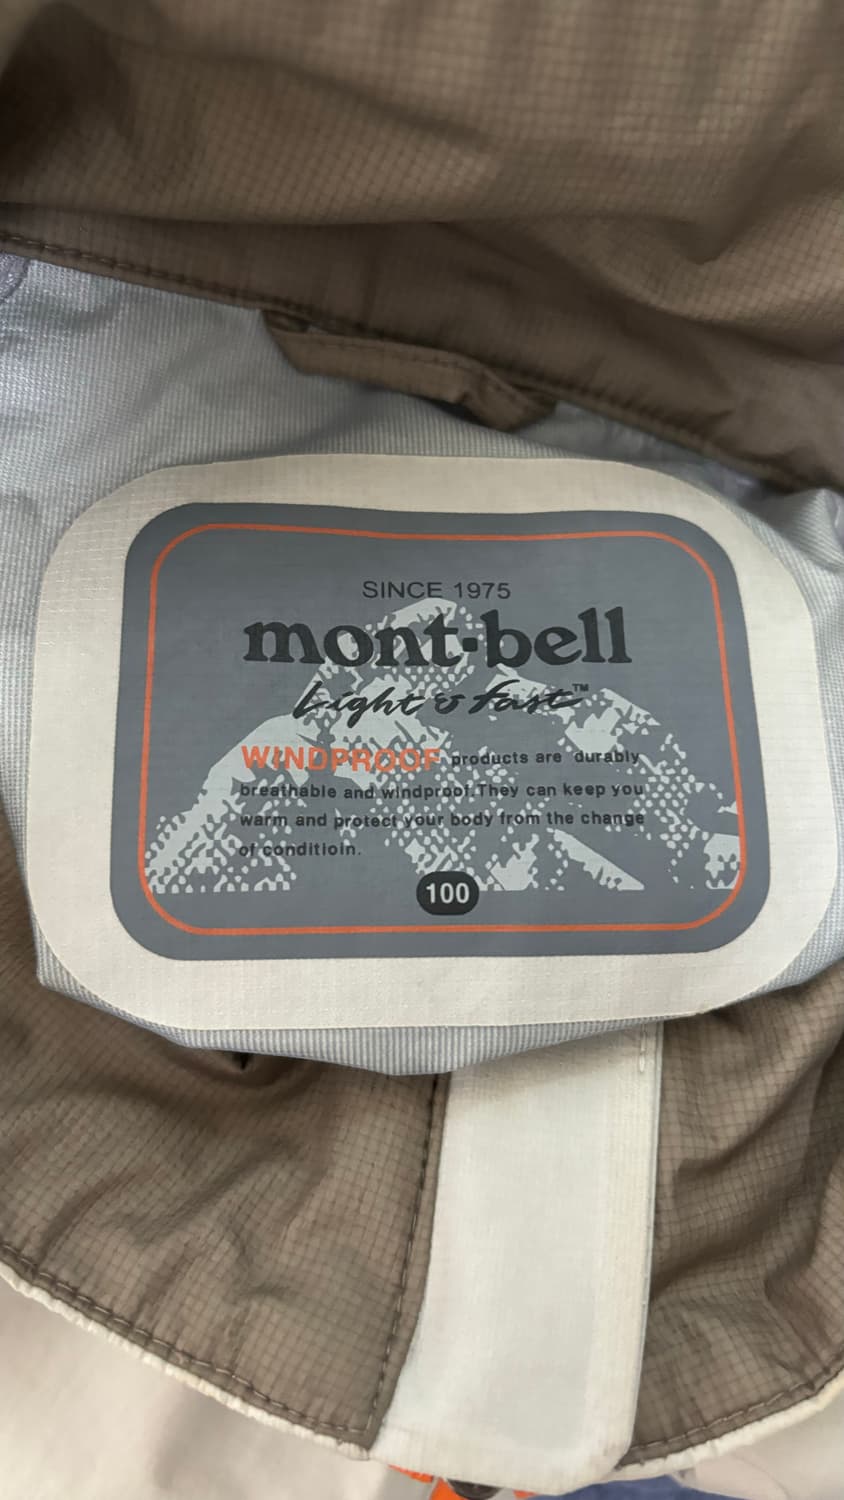 SINCE 1975
mont·bell
Light & fast™
WINDPROOF products are durably
breathable and windproof.They can keep you
warm and protect your body from the change
of conditioin.
100